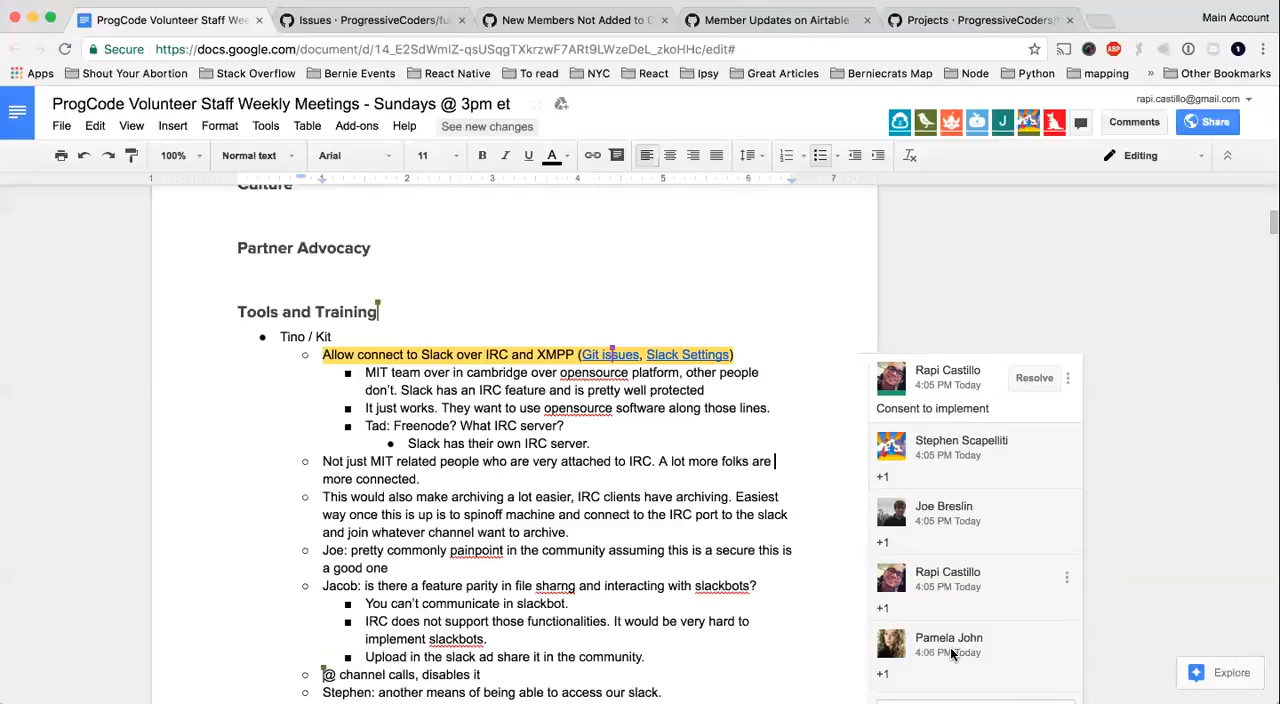 ProgCode Volunteer Staff Wee
Issues · ProgressiveCoders/fu
New Members Not Added to C
Member Updates on Airtable
Projects · ProgressiveCoders/
Main Account
Secure
https://docs.google.com/document/d/14_E2SdWmIZ-qsUSqgTXkrzwF7ARt9LWzeDeL_zkoHHc/edit#
Apps
Shout Your Abortion
Stack Overflow
Bernie Events
React Native
To read
NYC
React
Ipsy
Great Articles
Berniecrats Map
Node
Python
mapping
»
Other Bookmarks
ProgCode Volunteer Staff Weekly Meetings - Sundays @ 3pm et
rapi.castillo@gmail.com
File Edit View Insert Format Tools Table Add-ons Help See new changes
J
Comments
Share
100% Normal text Arial 11 B I U A
Editing
1 1 2 3 4 5 6 7
Culture
Partner Advocacy
Tools and Training
● Tino / Kit
○ Allow connect to Slack over IRC and XMPP (Git issues, Slack Settings)
■ MIT team over in cambridge over opensource platform, other people
don't. Slack has an IRC feature and is pretty well protected
■ It just works. They want to use opensource software along those lines.
■ Tad: Freenode? What IRC server?
● Slack has their own IRC server.
○ Not just MIT related people who are very attached to IRC. A lot more folks are
more connected.
○ This would also make archiving a lot easier, IRC clients have archiving. Easiest
way once this is up is to spinoff machine and connect to the IRC port to the slack
and join whatever channel want to archive.
○ Joe: pretty commonly painpoint in the community assuming this is a secure this is
a good one
○ Jacob: is there a feature parity in file sharng and interacting with slackbots?
■ You can't communicate in slackbot.
■ IRC does not support those functionalities. It would be very hard to
implement slackbots.
■ Upload in the slack ad share it in the community.
○ @ channel calls, disables it
○ Stephen: another means of being able to access our slack.
Rapi Castillo
4:05 PM Today
Resolve
Consent to implement
Stephen Scapelliti
4:05 PM Today
+1
Joe Breslin
4:05 PM Today
+1
Rapi Castillo
4:05 PM Today
+1
Pamela John
4:06 PM Today
+1
Explore